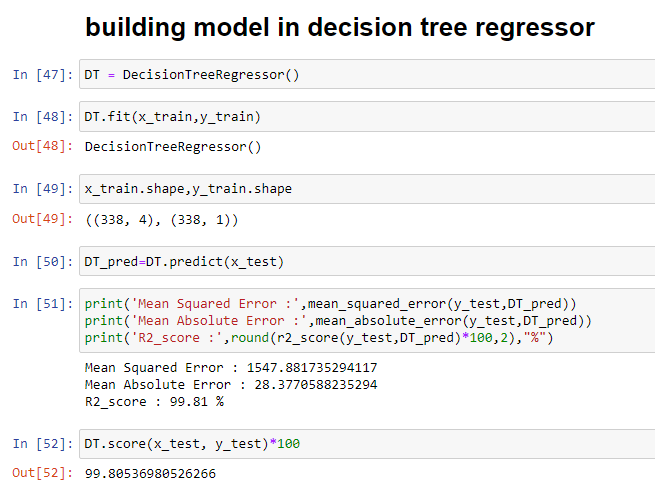 building model in decision tree regressor
In [47]: DT = DecisionTreeRegressor()
In [48]: DT.fit(x_train,y_train)
Out[48]: DecisionTreeRegressor()
In [49]: x_train.shape,y_train.shape
Out[49]: ((338, 4), (338, 1))
In [50]: DT_pred=DT.predict(x_test)
In [51]: print('Mean Squared Error :',mean_squared_error(y_test,DT_pred))
print('Mean Absolute Error :',mean_absolute_error(y_test,DT_pred))
print('R2_score :',round(r2_score(y_test,DT_pred)*100,2),"%")
Mean Squared Error : 1547.881735294117
Mean Absolute Error : 28.3770588235294
R2_score : 99.81 %
In [52]: DT.score(x_test, y_test)*100
Out[52]: 99.80536980526266